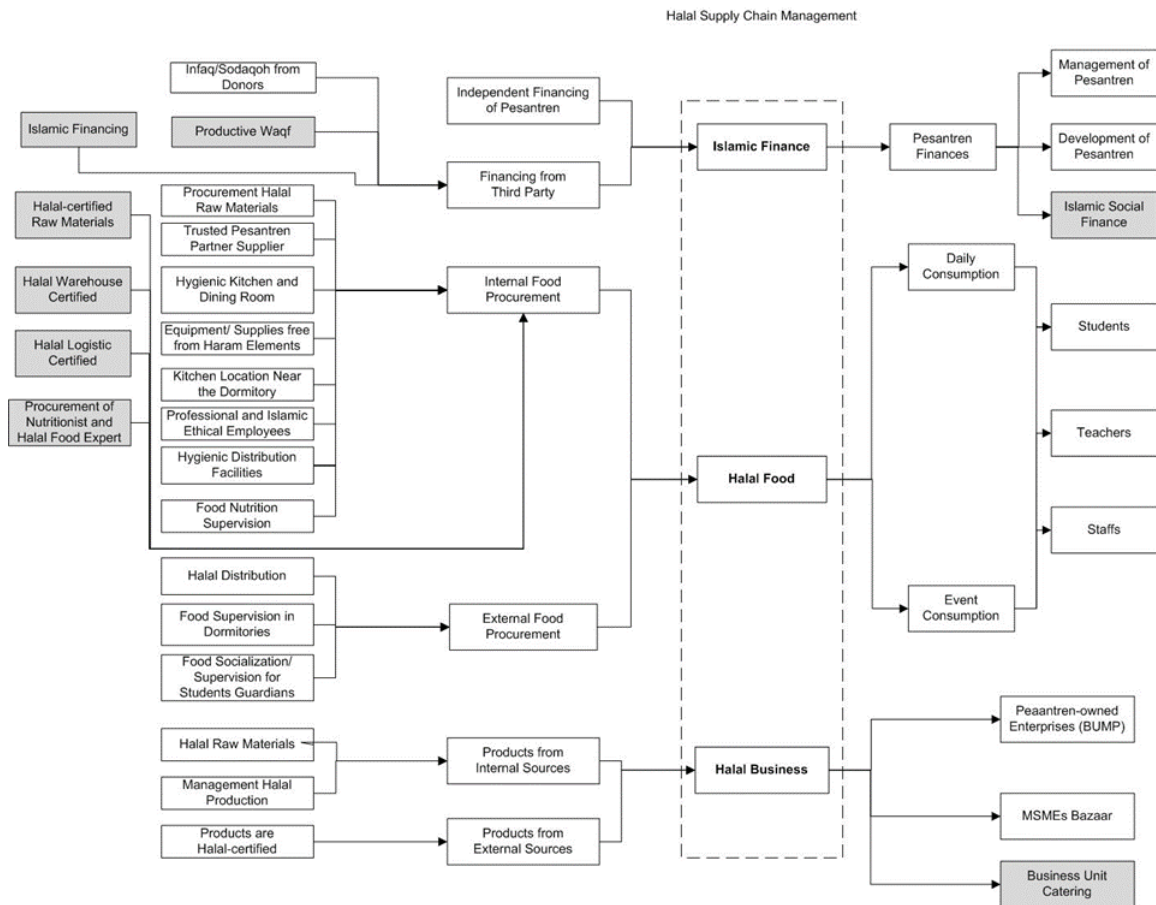 Halal Supply Chain Management
Infaq/Sodaqoh from
Donors
Islamic Financing
Productive Waqf
Independent Financing
of Pesantren
Financing from
Third Party
Islamic Finance
Pesantren
Finances
Management of
Pesantren
Development of
Pesantren
Islamic Social
Finance
Halal-certified
Raw Materials
Halal Warehouse
Certified
Halal Logistic
Certified
Procurement of
Nutritionist and
Halal Food Expert
Procurement Halal
Raw Materials
Trusted Pesantren
Partner Supplier
Hygienic Kitchen and
Dining Room
Equipment/ Supplies free
from Haram Elements
Kitchen Location Near
the Dormitory
Professional and Islamic
Ethical Employees
Hygienic Distribution
Facilities
Food Nutrition
Supervision
Internal Food
Procurement
Halal Distribution
Food Supervision in
Dormitories
Food Socialization/
Supervision for
Students Guardians
External Food
Procurement
Halal Food
Daily
Consumption
Event
Consumption
Students
Teachers
Staffs
Halal Raw Materials
Management Halal
Production
Products are
Halal-certified
Products from
Internal Sources
Products from
External Sources
Halal Business
Peaantren-owned
Enterprises (BUMP)
MSMEs Bazaar
Business Unit
Catering